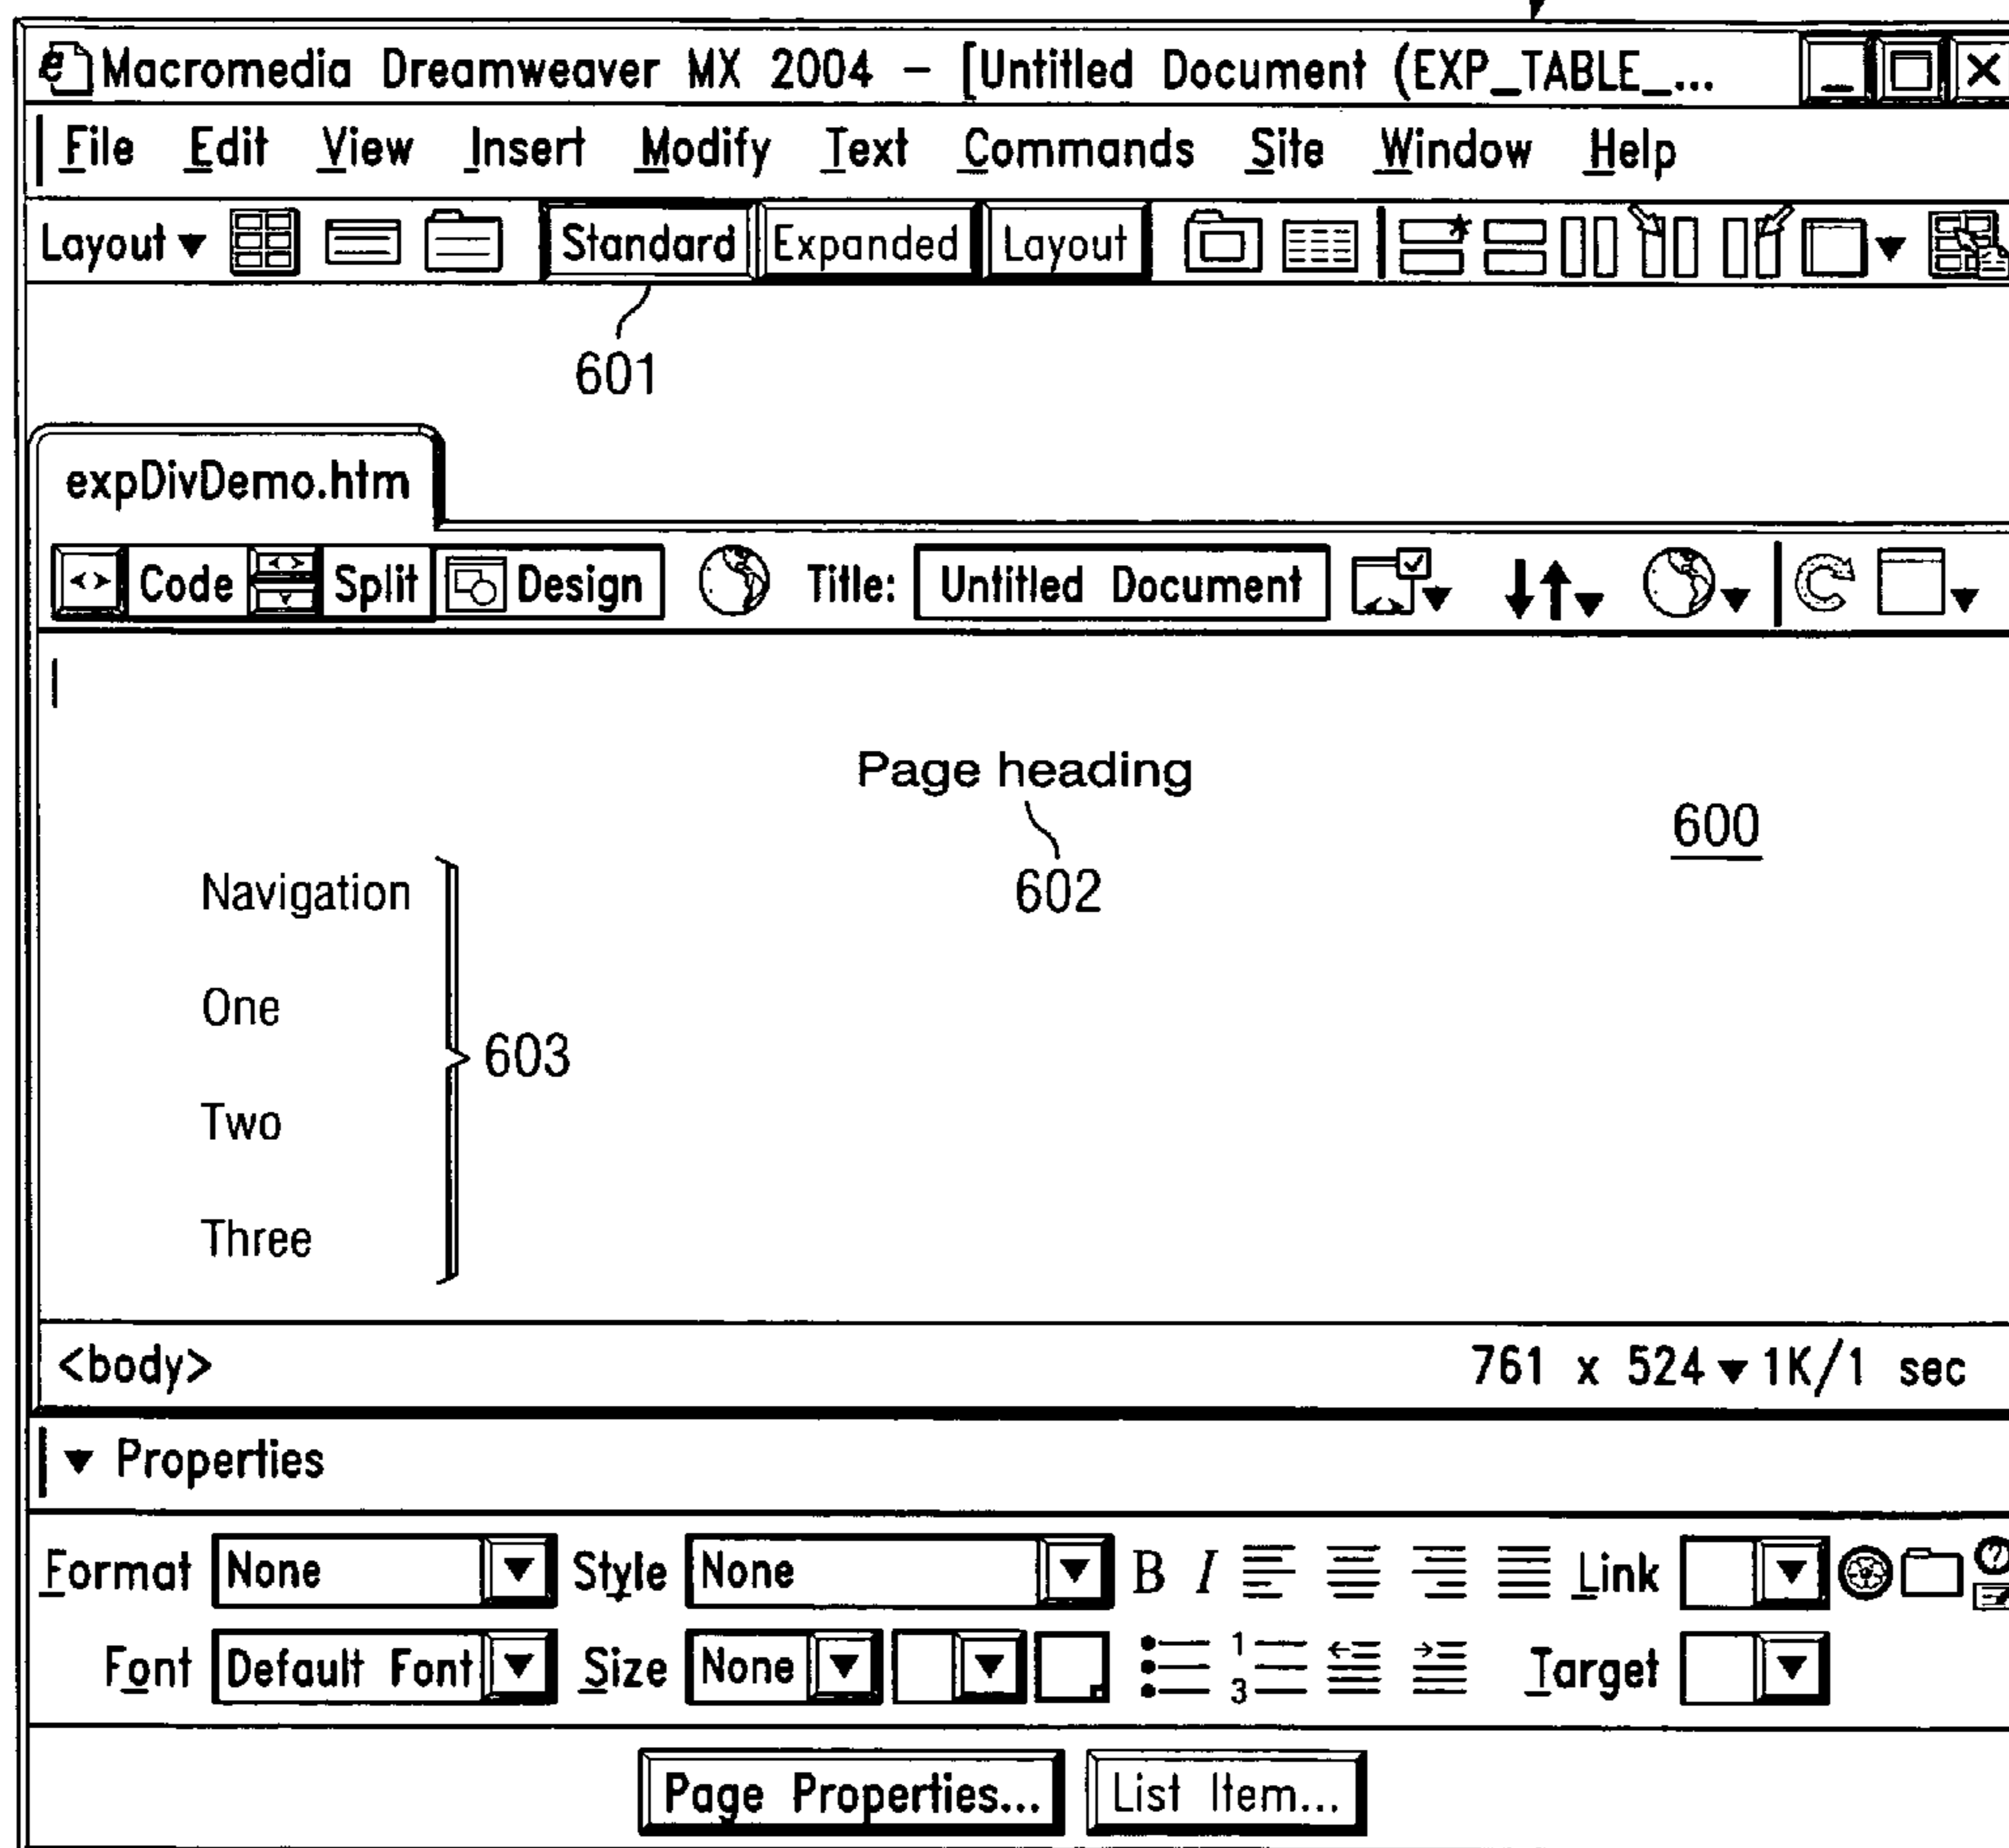 Macromedia Dreamweaver MX 2004 – [Untitled Document (EXP_TABLE_...
File Edit View Insert Modify Text Commands Site Window Help
Layout Standard Expanded Layout
601
expDivDemo.htm
Code Split Design Title: Untitled Document
Page heading
600
602
Navigation
One
603
Two
Three
<body> 761 x 524 1K/1 sec
Properties
Format None Style None B I Link
Font Default Font Size None 1 3 Target
Page Properties... List Item...